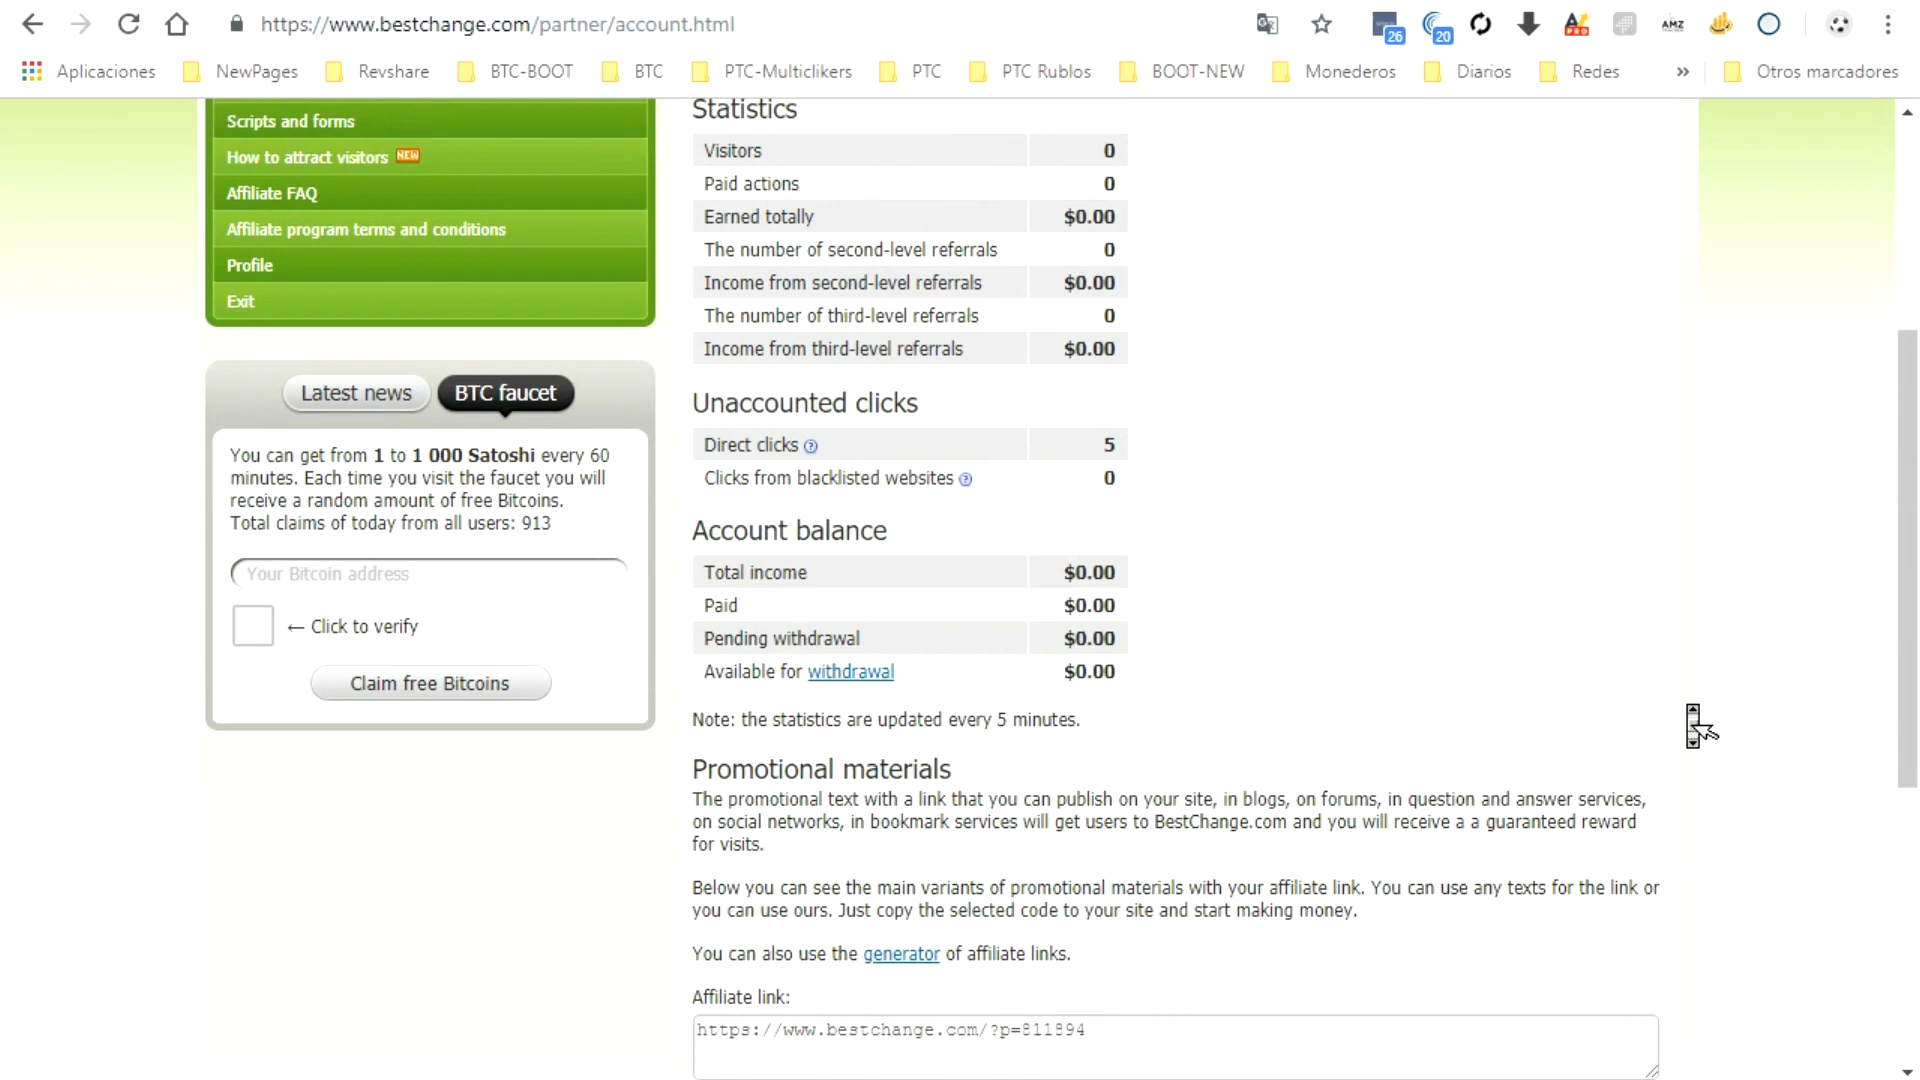 https://www.bestchange.com/partner/account.html
26
20
PRO
AMZ
Aplicaciones
NewPages
Revshare
BTC-BOOT
BTC
PTC-Multiclikers
PTC
PTC Rublos
BOOT-NEW
Monederos
Diarios
Redes
»
Otros marcadores
Scripts and forms
How to attract visitors NEW
Affiliate FAQ
Affiliate program terms and conditions
Profile
Exit
Latest news
BTC faucet
You can get from 1 to 1 000 Satoshi every 60
minutes. Each time you visit the faucet you will
receive a random amount of free Bitcoins.
Total claims of today from all users: 913
Your Bitcoin address
← Click to verify
Claim free Bitcoins
Statistics
Visitors 0
Paid actions 0
Earned totally $0.00
The number of second-level referrals 0
Income from second-level referrals $0.00
The number of third-level referrals 0
Income from third-level referrals $0.00
Unaccounted clicks
Direct clicks ? 5
Clicks from blacklisted websites ? 0
Account balance
Total income $0.00
Paid $0.00
Pending withdrawal $0.00
Available for withdrawal $0.00
Note: the statistics are updated every 5 minutes.
Promotional materials
The promotional text with a link that you can publish on your site, in blogs, on forums, in question and answer services,
on social networks, in bookmark services will get users to BestChange.com and you will receive a a guaranteed reward
for visits.
Below you can see the main variants of promotional materials with your affiliate link. You can use any texts for the link or
you can use ours. Just copy the selected code to your site and start making money.
You can also use the generator of affiliate links.
Affiliate link:
https://www.bestchange.com/?p=811894